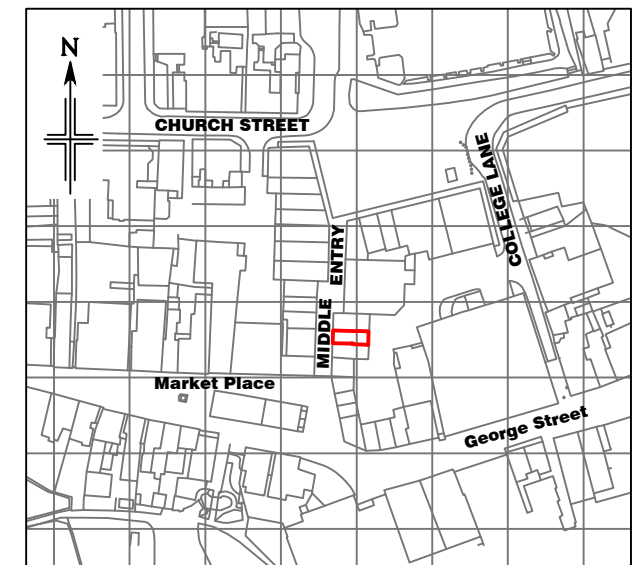 N
CHURCH STREET
COLLEGE LANE
MIDDLE ENTRY
Market Place
George Street